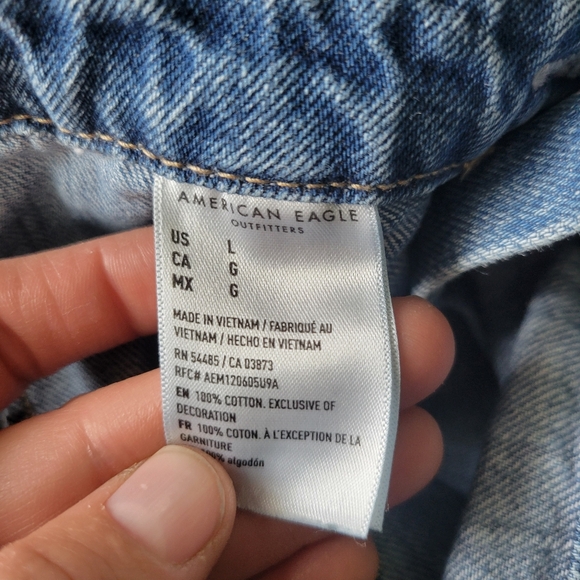 AMERICAN EAGLE
OUTFITTERS
US L
CA G
MX G
MADE IN VIETNAM / FABRIQUÉ AU
VIETNAM / HECHO EN VIETNAM
RN 54485 / CA 03873
RFC# AEM120605U9A
EN 100% COTTON. EXCLUSIVE OF
DECORATION
FR 100% COTON. À L'EXCEPTION DE LA
GARNITURE
100% algodón